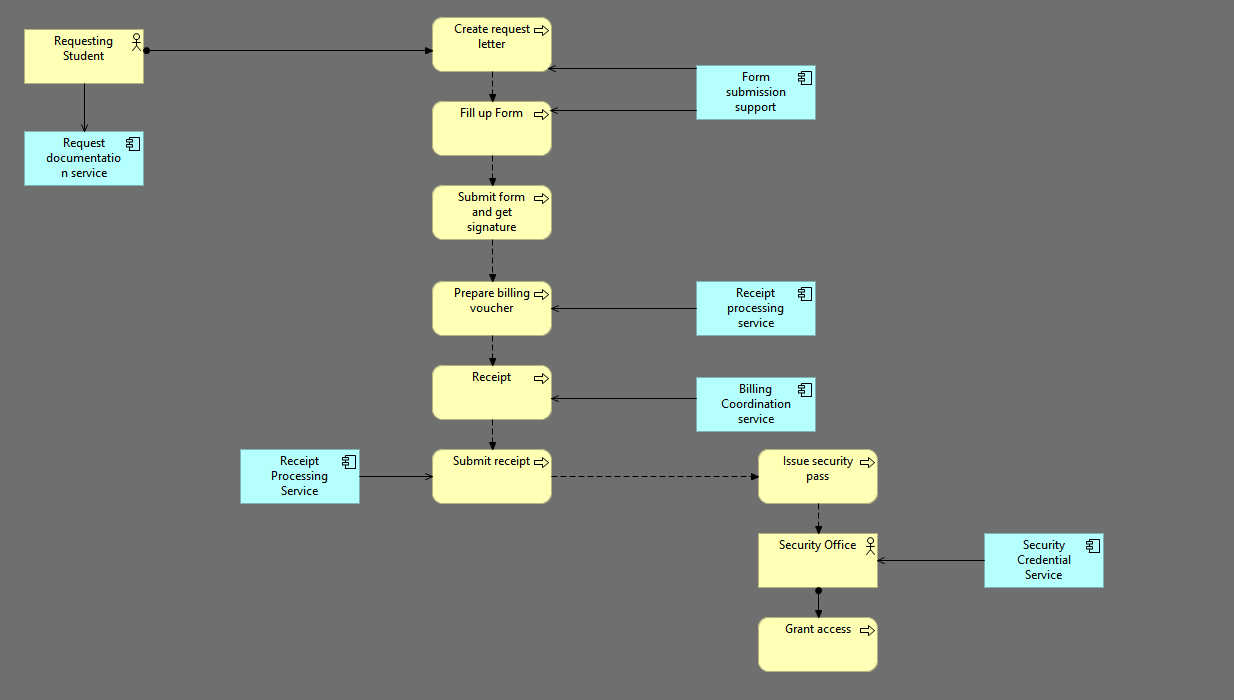 Requesting
Student
Create request
letter
Form
submission
support
Fill up Form
Request
documentatio
n service
Submit form
and get
signature
Prepare billing
voucher
Receipt
processing
service
Receipt
Billing
Coordination
service
Receipt
Processing
Service
Submit receipt
Issue security
pass
Security Office
Security
Credential
Service
Grant access